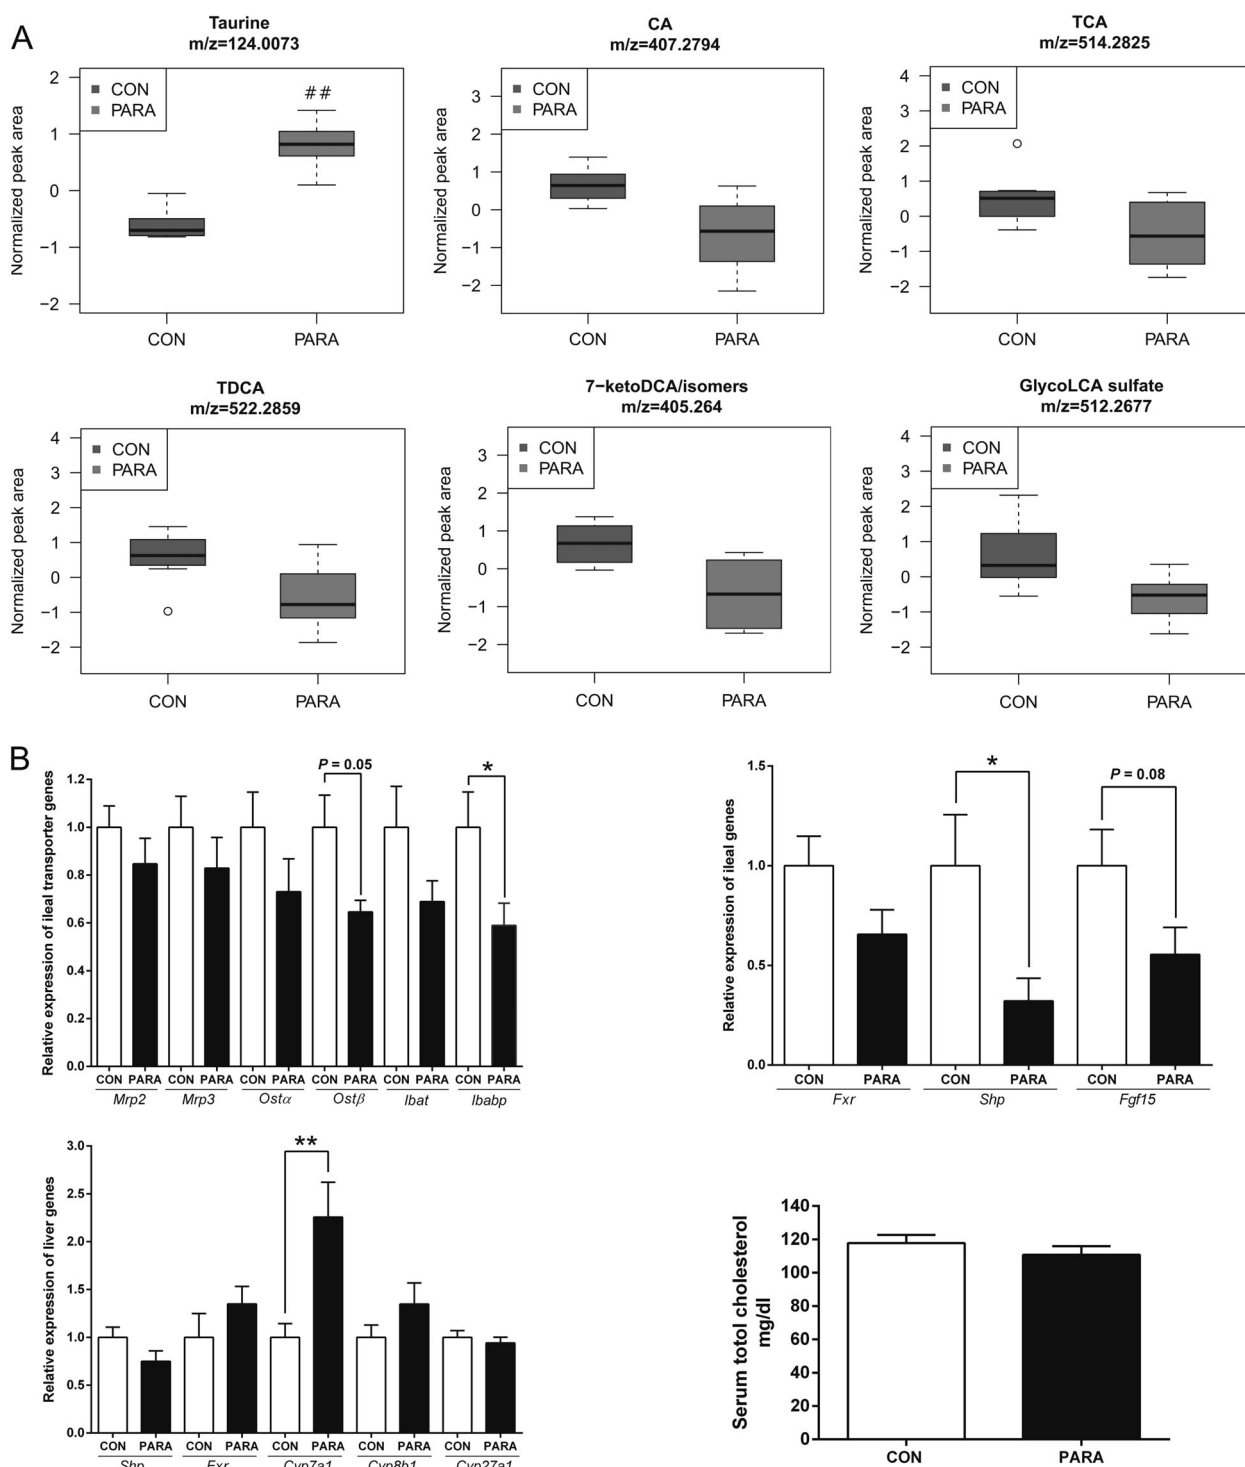 A
Taurine
m/z=124.0073
Normalized peak area
2
1
0
−1
−2
CON
PARA
##
CON
PARA
CA
m/z=407.2794
Normalized peak area
3
2
1
0
−1
−2
CON
PARA
CON
PARA
TCA
m/z=514.2825
Normalized peak area
4
3
2
1
0
−1
−2
CON
PARA
CON
PARA
TDCA
m/z=522.2859
Normalized peak area
4
3
2
1
0
−1
−2
CON
PARA
CON
PARA
7−ketoDCA/isomers
m/z=405.264
Normalized peak area
3
2
1
0
−1
−2
CON
PARA
CON
PARA
GlycoLCA sulfate
m/z=512.2677
Normalized peak area
4
3
2
1
0
−1
−2
CON
PARA
CON
PARA
B
Relative expression of ileal transporter genes
1.2
1.0
0.8
0.6
0.4
0.2
0.0
P = 0.05
*
CON PARA CON PARA CON PARA CON PARA CON PARA CON PARA
Mrp2 Mrp3 Ostα Ostβ Ibat Ibabp
Relative expression of ileal genes
1.5
1.0
0.5
0.0
*
P = 0.08
CON PARA CON PARA CON PARA
Fxr Shp Fgf15
Relative expression of liver genes
3.0
2.5
2.0
1.5
1.0
0.5
0.0
**
CON PARA CON PARA CON PARA CON PARA CON PARA
Shp Fxr Cyp7a1 Cyp8b1 Cyp27a1
Serum totol cholesterol
mg/dl
140
120
100
80
60
40
20
0
CON PARA